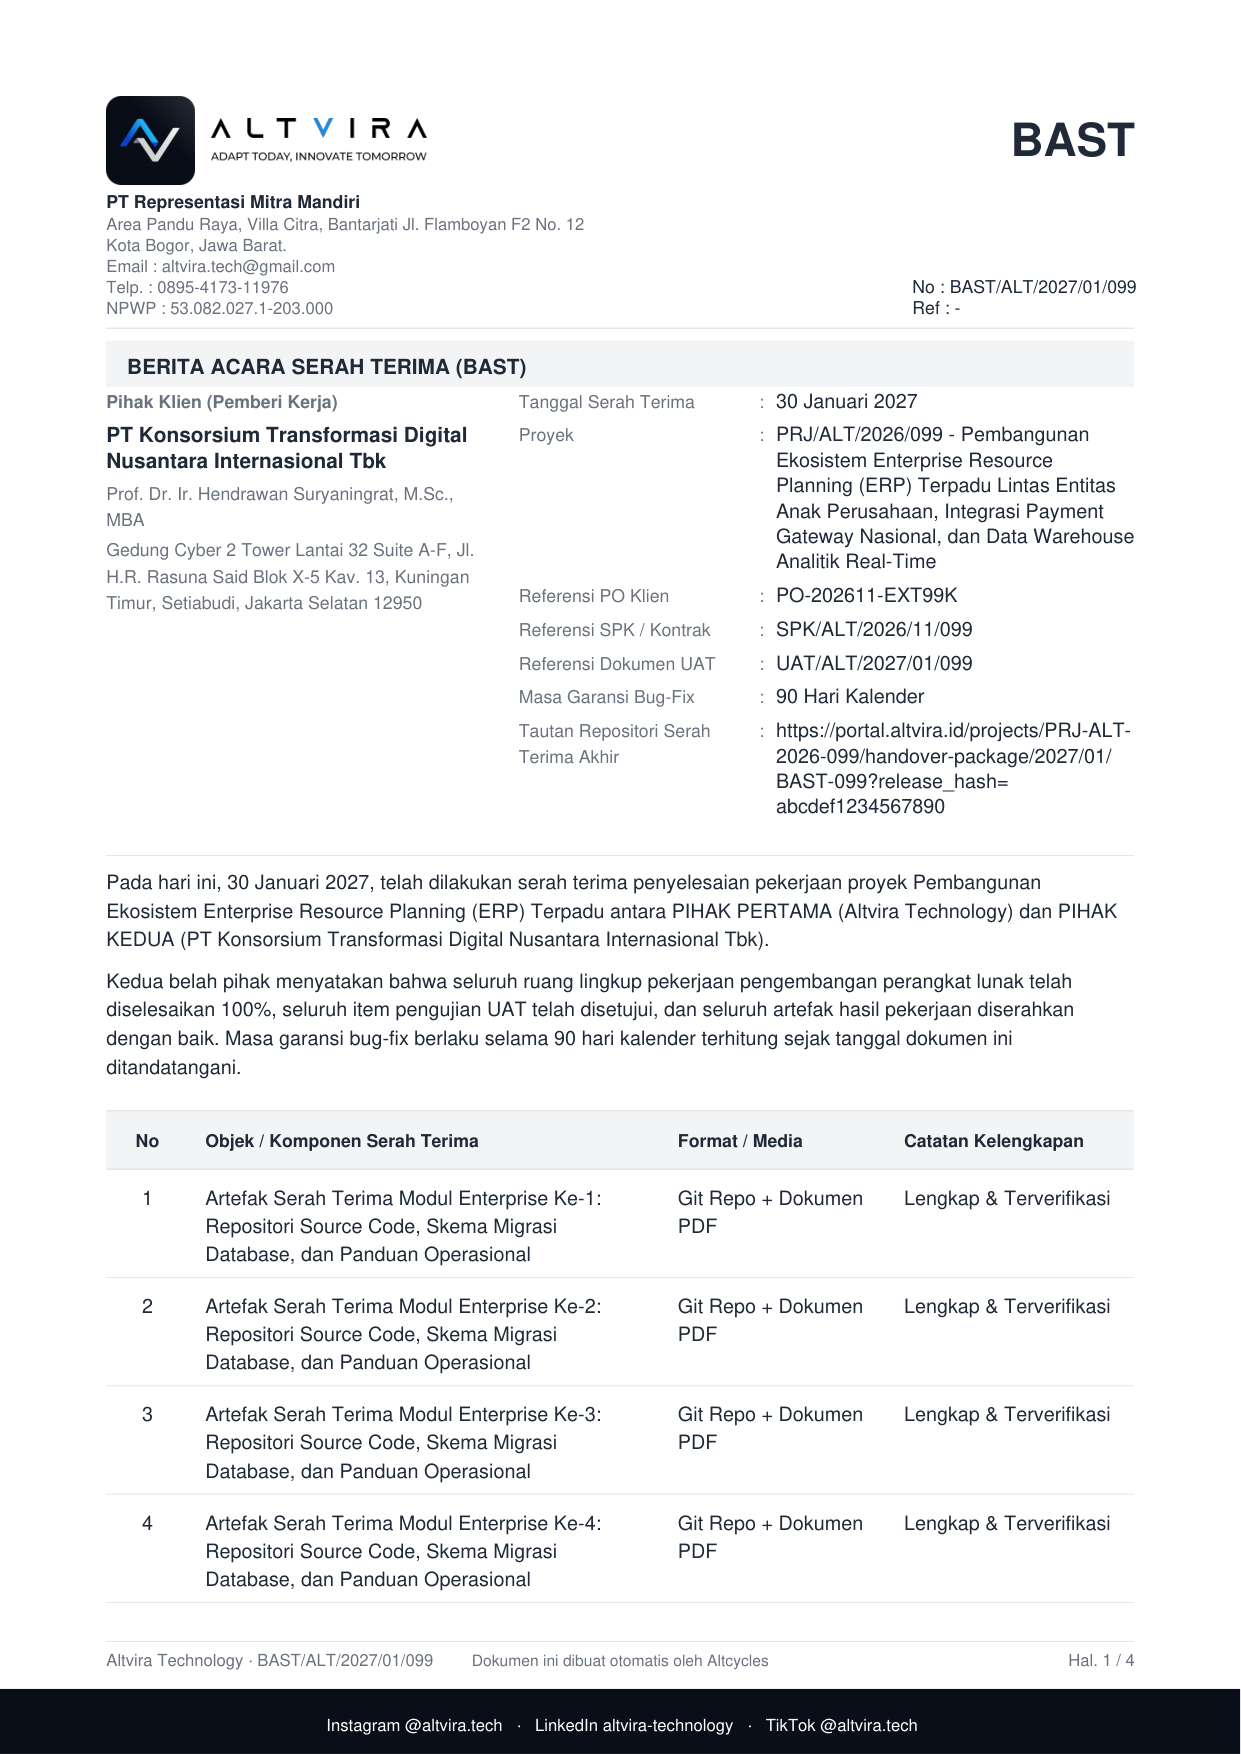 ALTVIRA
ADAPT TODAY, INNOVATE TOMORROW
BAST
PT Representasi Mitra Mandiri
Area Pandu Raya, Villa Citra, Bantarjati Jl. Flamboyan F2 No. 12
Kota Bogor, Jawa Barat.
Email : altvira.tech@gmail.com
Telp. : 0895-4173-11976
NPWP : 53.082.027.1-203.000
No : BAST/ALT/2027/01/099
Ref : -
BERITA ACARA SERAH TERIMA (BAST)
Pihak Klien (Pemberi Kerja)
PT Konsorsium Transformasi Digital
Nusantara Internasional Tbk
Prof. Dr. Ir. Hendrawan Suryaningrat, M.Sc.,
MBA
Gedung Cyber 2 Tower Lantai 32 Suite A-F, Jl.
H.R. Rasuna Said Blok X-5 Kav. 13, Kuningan
Timur, Setiabudi, Jakarta Selatan 12950
Tanggal Serah Terima : 30 Januari 2027
Proyek : PRJ/ALT/2026/099 - Pembangunan
Ekosistem Enterprise Resource
Planning (ERP) Terpadu Lintas Entitas
Anak Perusahaan, Integrasi Payment
Gateway Nasional, dan Data Warehouse
Analitik Real-Time
Referensi PO Klien : PO-202611-EXT99K
Referensi SPK / Kontrak : SPK/ALT/2026/11/099
Referensi Dokumen UAT : UAT/ALT/2027/01/099
Masa Garansi Bug-Fix : 90 Hari Kalender
Tautan Repositori Serah : https://portal.altvira.id/projects/PRJ-ALT-
Terima Akhir 2026-099/handover-package/2027/01/
BAST-099?release_hash=
abcdef1234567890
Pada hari ini, 30 Januari 2027, telah dilakukan serah terima penyelesaian pekerjaan proyek Pembangunan
Ekosistem Enterprise Resource Planning (ERP) Terpadu antara PIHAK PERTAMA (Altvira Technology) dan PIHAK
KEDUA (PT Konsorsium Transformasi Digital Nusantara Internasional Tbk).
Kedua belah pihak menyatakan bahwa seluruh ruang lingkup pekerjaan pengembangan perangkat lunak telah
diselesaikan 100%, seluruh item pengujian UAT telah disetujui, dan seluruh artefak hasil pekerjaan diserahkan
dengan baik. Masa garansi bug-fix berlaku selama 90 hari kalender terhitung sejak tanggal dokumen ini
ditandatangani.
No Objek / Komponen Serah Terima Format / Media Catatan Kelengkapan
1 Artefak Serah Terima Modul Enterprise Ke-1: Git Repo + Dokumen Lengkap & Terverifikasi
Repositori Source Code, Skema Migrasi PDF
Database, dan Panduan Operasional
2 Artefak Serah Terima Modul Enterprise Ke-2: Git Repo + Dokumen Lengkap & Terverifikasi
Repositori Source Code, Skema Migrasi PDF
Database, dan Panduan Operasional
3 Artefak Serah Terima Modul Enterprise Ke-3: Git Repo + Dokumen Lengkap & Terverifikasi
Repositori Source Code, Skema Migrasi PDF
Database, dan Panduan Operasional
4 Artefak Serah Terima Modul Enterprise Ke-4: Git Repo + Dokumen Lengkap & Terverifikasi
Repositori Source Code, Skema Migrasi PDF
Database, dan Panduan Operasional
Altvira Technology · BAST/ALT/2027/01/099 Dokumen ini dibuat otomatis oleh Altcycles Hal. 1 / 4
Instagram @altvira.tech · LinkedIn altvira-technology · TikTok @altvira.tech